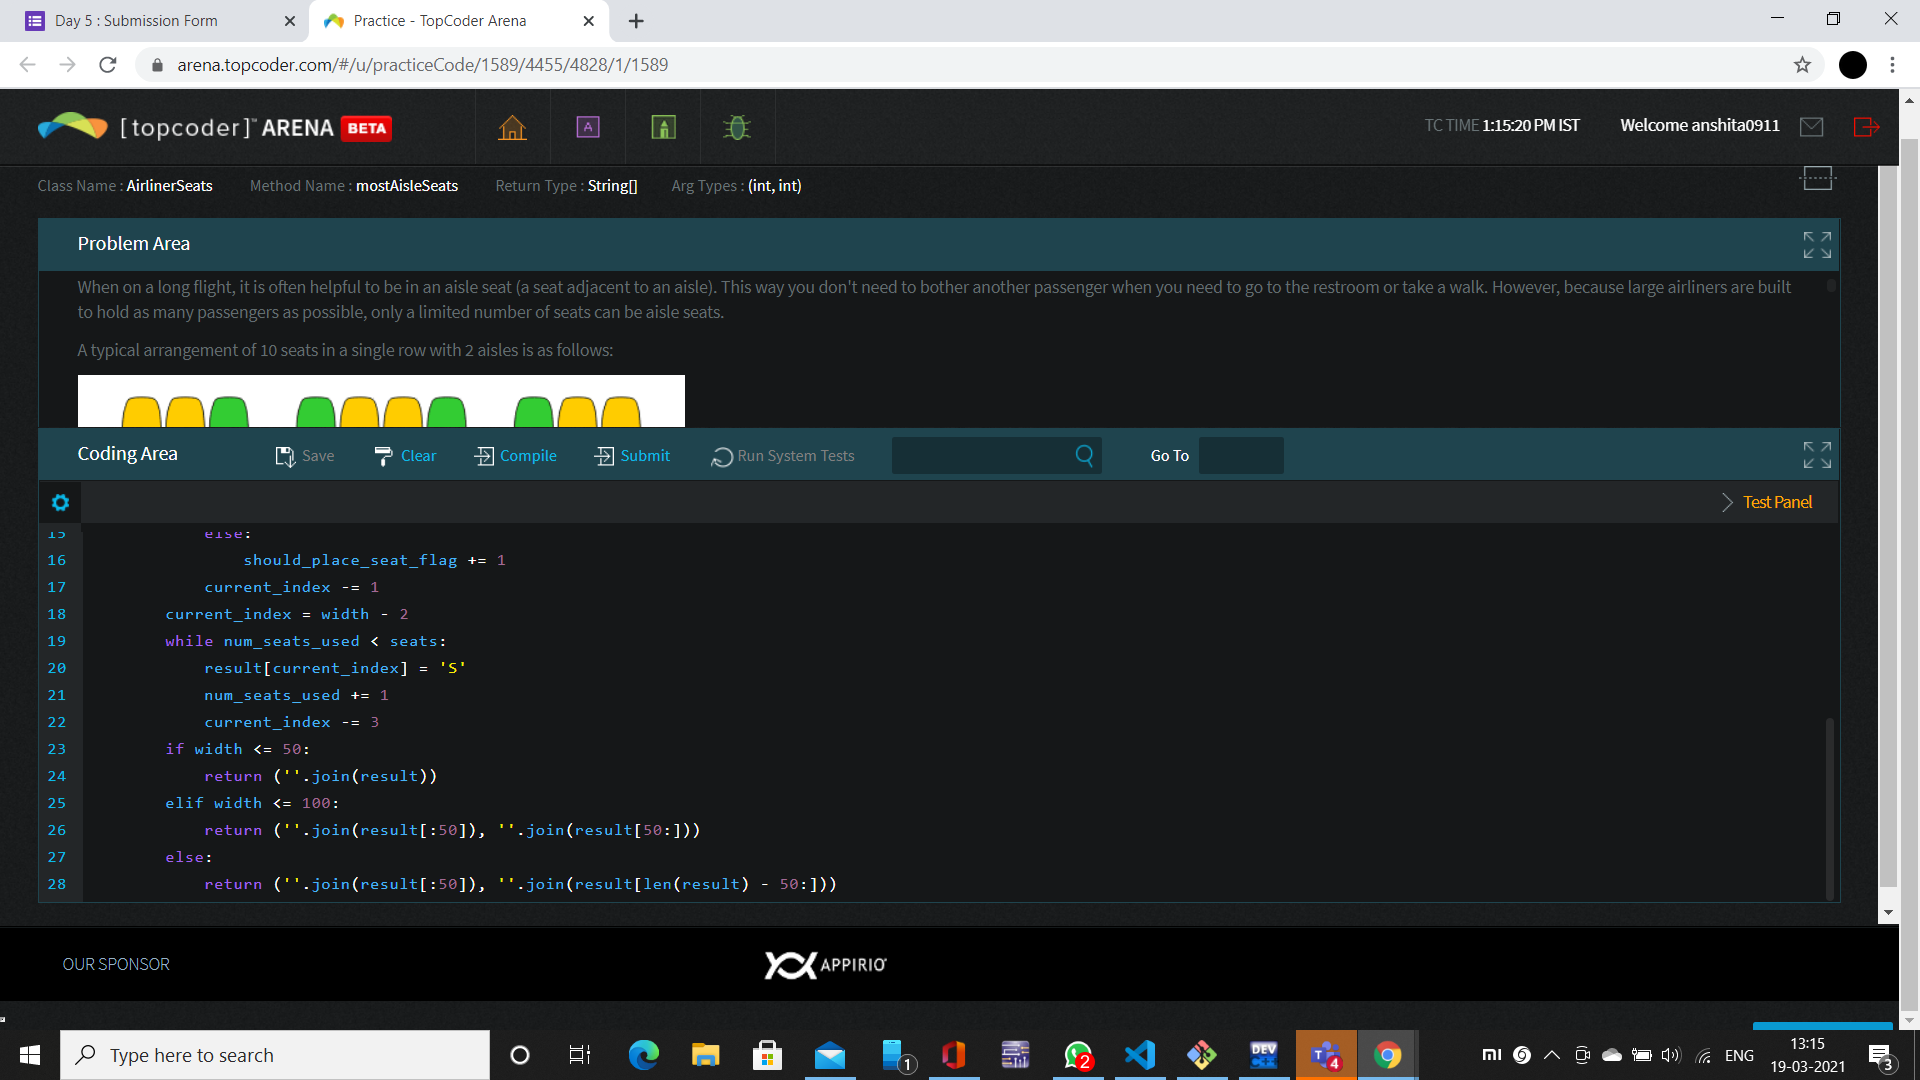 Day 5 : Submission Form
Practice - TopCoder Arena
arena.topcoder.com/#/u/practiceCode/1589/4455/4828/1/1589
[topcoder]™ ARENA BETA
A
TC TIME 1:15:20 PM IST
Welcome anshita0911
Class Name : AirlinerSeats
Method Name : mostAisleSeats
Return Type : String[]
Arg Types : (int, int)
Problem Area
When on a long flight, it is often helpful to be in an aisle seat (a seat adjacent to an aisle). This way you don't need to bother another passenger when you need to go to the restroom or take a walk. However, because large airliners are built
to hold as many passengers as possible, only a limited number of seats can be aisle seats.
A typical arrangement of 10 seats in a single row with 2 aisles is as follows:
Coding Area
Save
Clear
Compile
Submit
Run System Tests
Go To
Test Panel
15 else:
16 should_place_seat_flag += 1
17 current_index -= 1
18 current_index = width - 2
19 while num_seats_used < seats:
20 result[current_index] = 'S'
21 num_seats_used += 1
22 current_index -= 3
23 if width <= 50:
24 return (''.join(result))
25 elif width <= 100:
26 return (''.join(result[:50]), ''.join(result[50:]))
27 else:
28 return (''.join(result[:50]), ''.join(result[len(result) - 50:]))
OUR SPONSOR
APPIRIO
Type here to search
1
2
DEV
C++
4
mi
ENG
13:15
19-03-2021
3